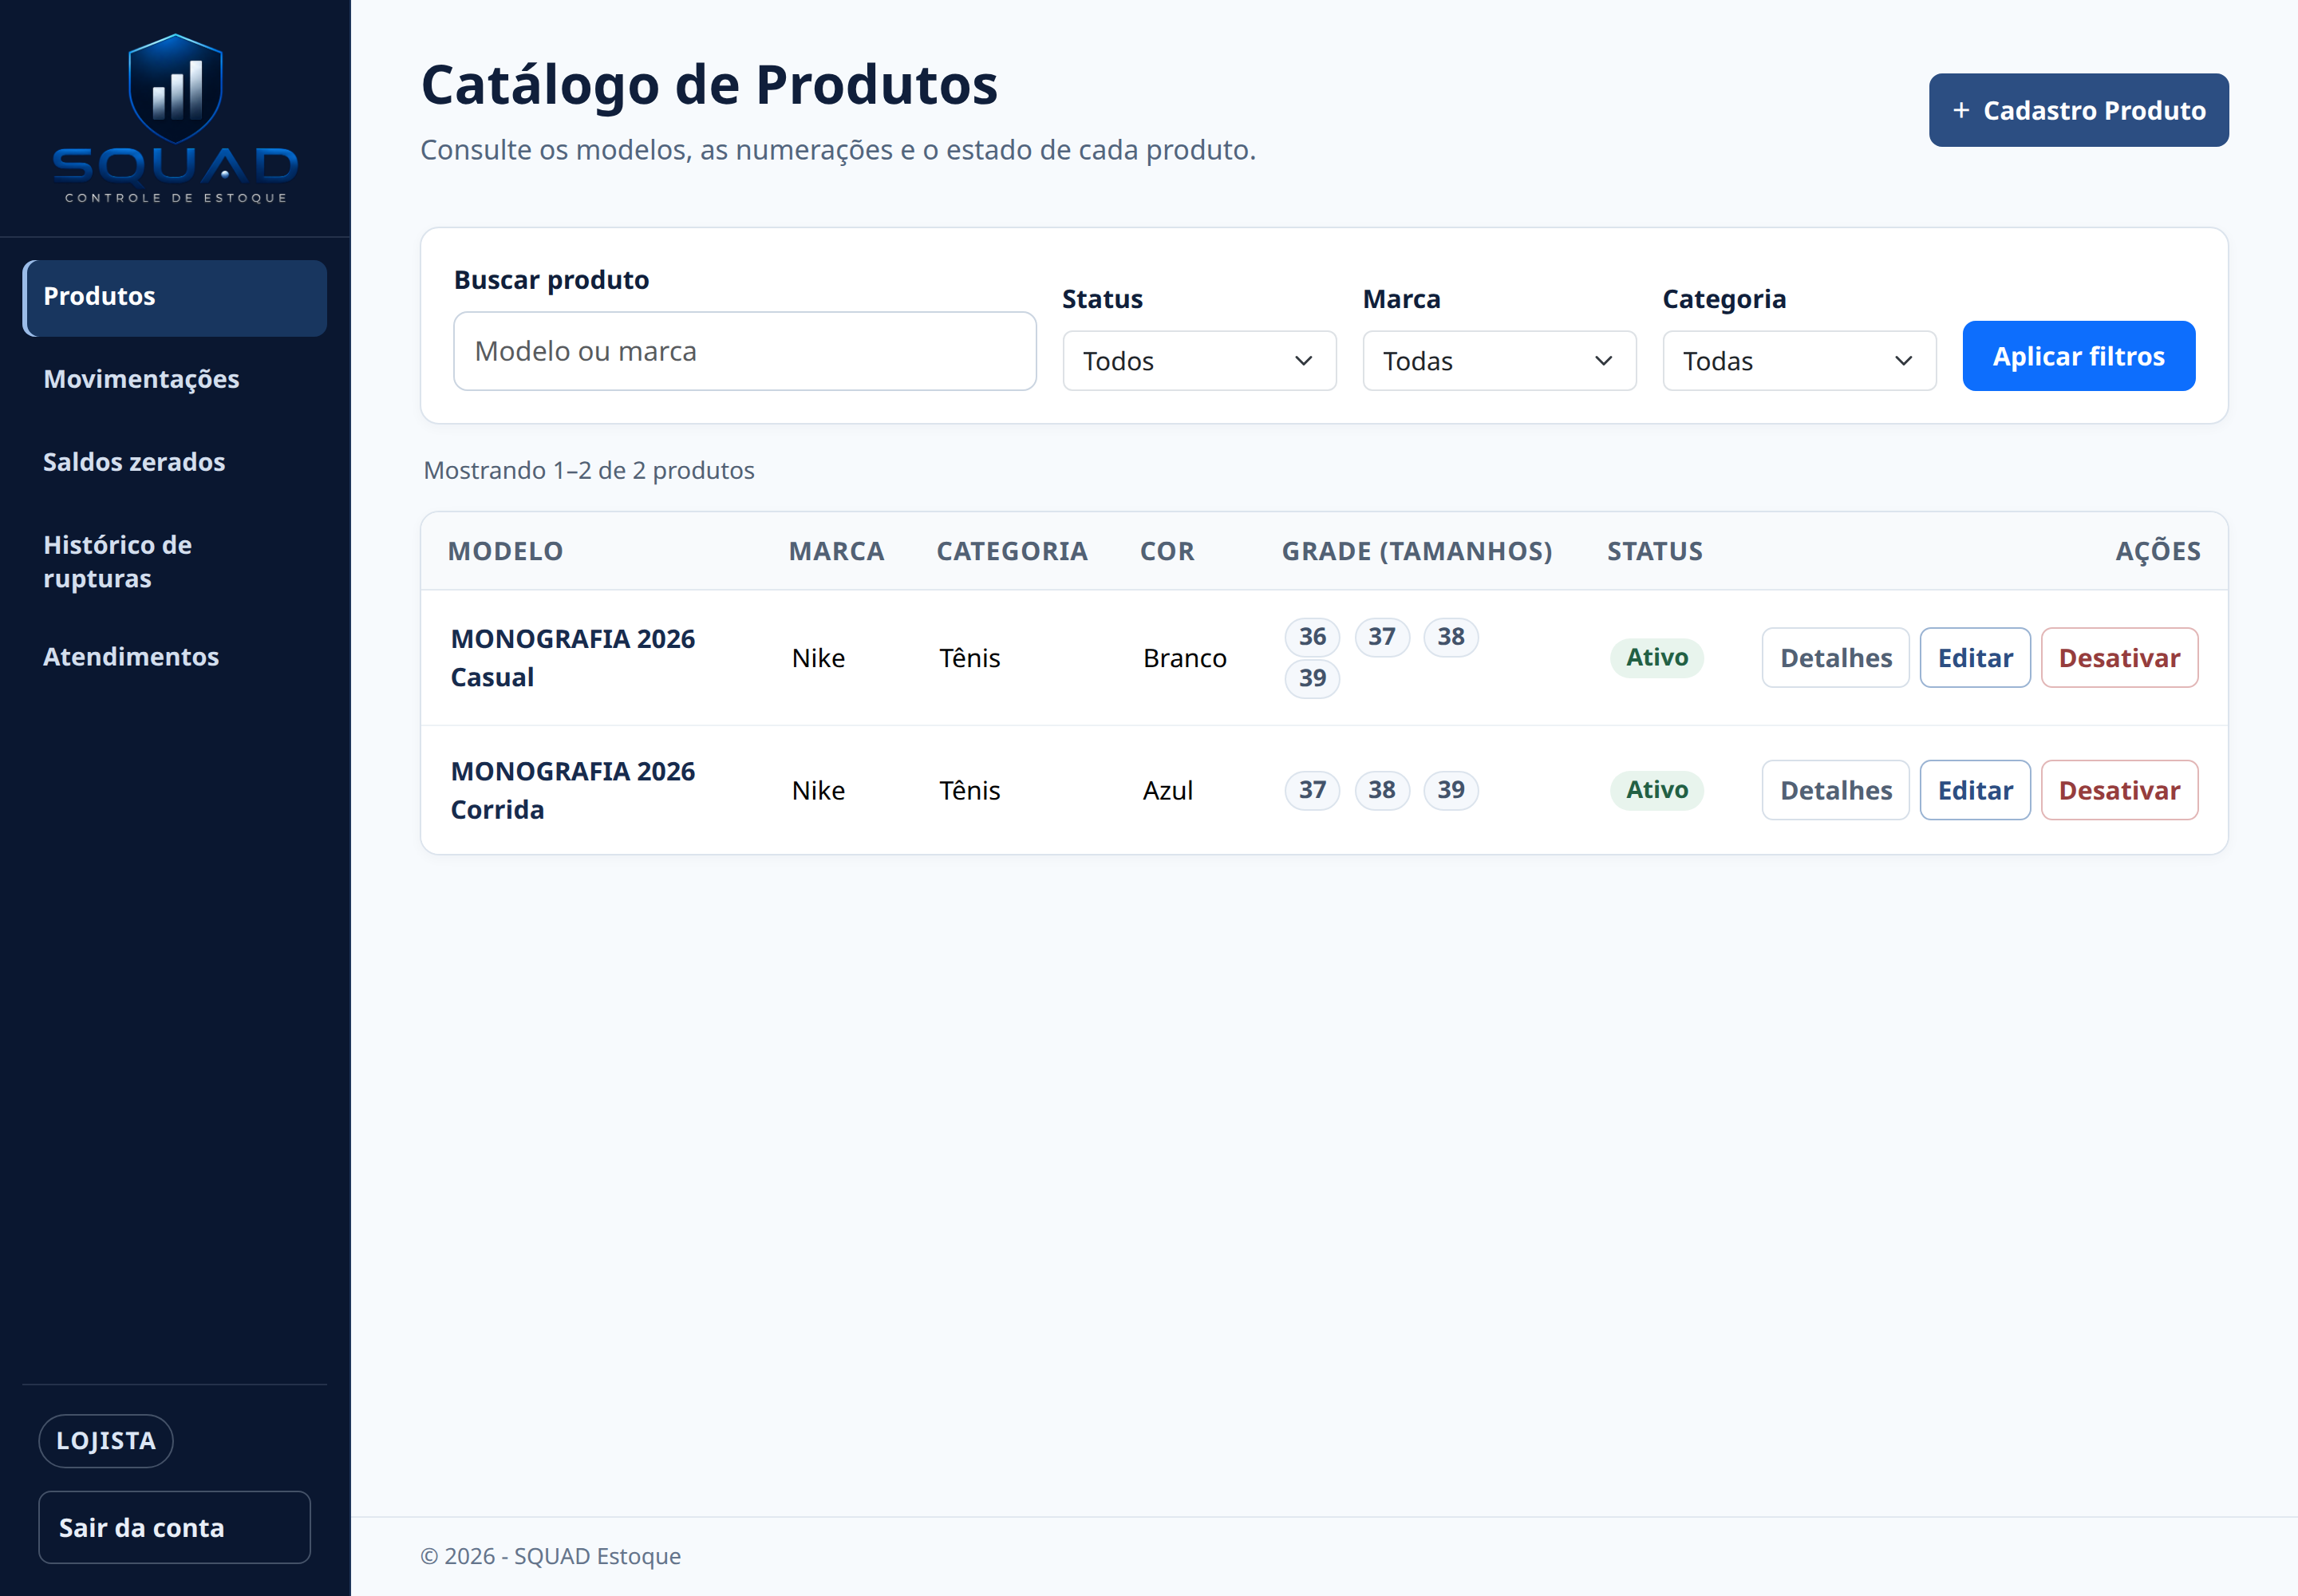 SQUAD
CONTROLE DE ESTOQUE
Produtos
Movimentações
Saldos zerados
Histórico de
rupturas
Atendimentos
LOJISTA
Sair da conta
Catálogo de Produtos
Consulte os modelos, as numerações e o estado de cada produto.
+ Cadastro Produto
Buscar produto
Modelo ou marca
Status
Todos
Marca
Todas
Categoria
Todas
Aplicar filtros
Mostrando 1–2 de 2 produtos
MODELO MARCA CATEGORIA COR GRADE (TAMANHOS) STATUS AÇÕES
MONOGRAFIA 2026
Casual
Nike Tênis Branco
36 37 38
39
Ativo Detalhes Editar Desativar
MONOGRAFIA 2026
Corrida
Nike Tênis Azul
37 38 39
Ativo Detalhes Editar Desativar
© 2026 - SQUAD Estoque